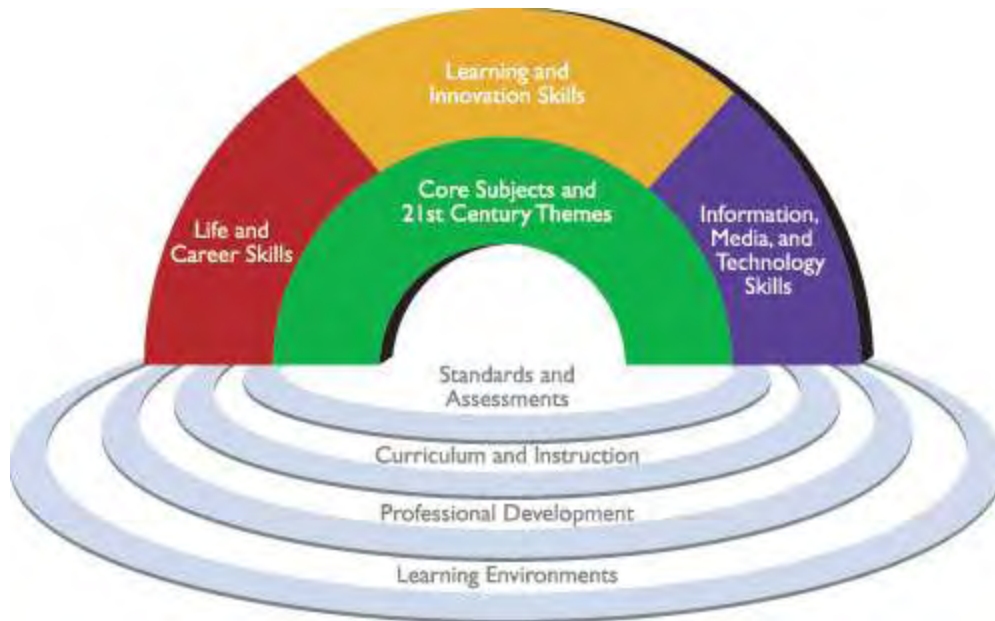 Learning and
Innovation Skills
Core Subjects and
21st Century Themes
Life and
Career Skills
Information,
Media, and
Technology
Skills
Standards and
Assessments
Curriculum and Instruction
Professional Development
Learning Environments